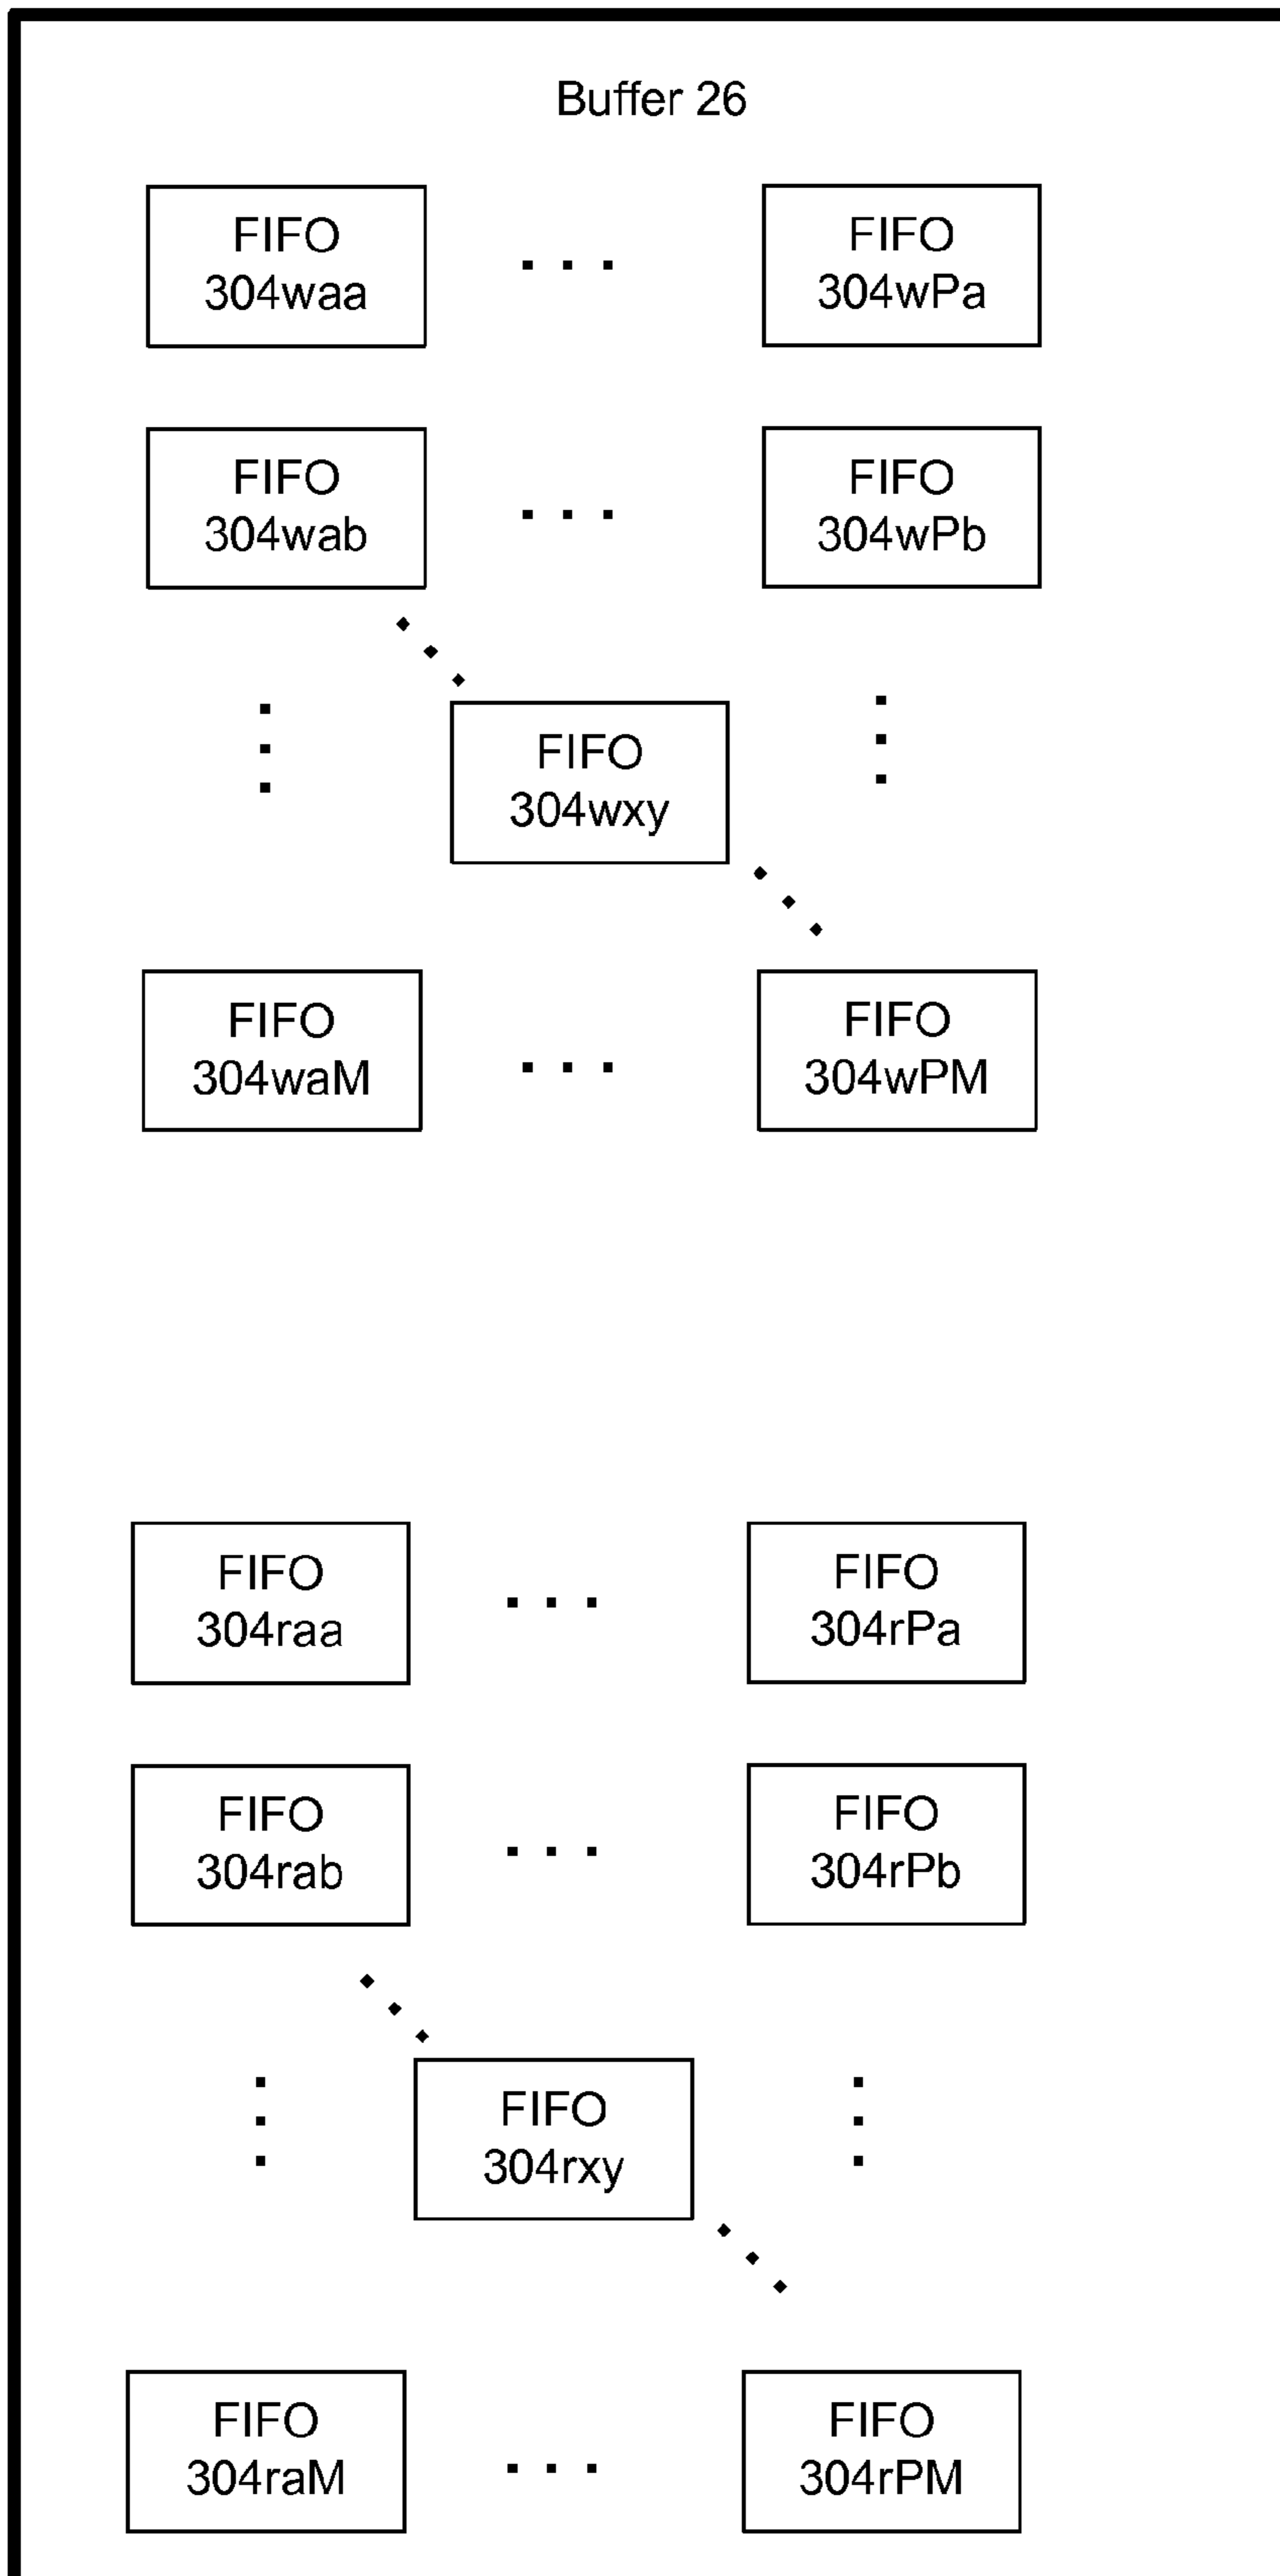 Buffer 26
FIFO
304waa
FIFO
304wPa
FIFO
304wab
FIFO
304wPb
FIFO
304wxy
FIFO
304waM
FIFO
304wPM
FIFO
304raa
FIFO
304rPa
FIFO
304rab
FIFO
304rPb
FIFO
304rxy
FIFO
304raM
FIFO
304rPM